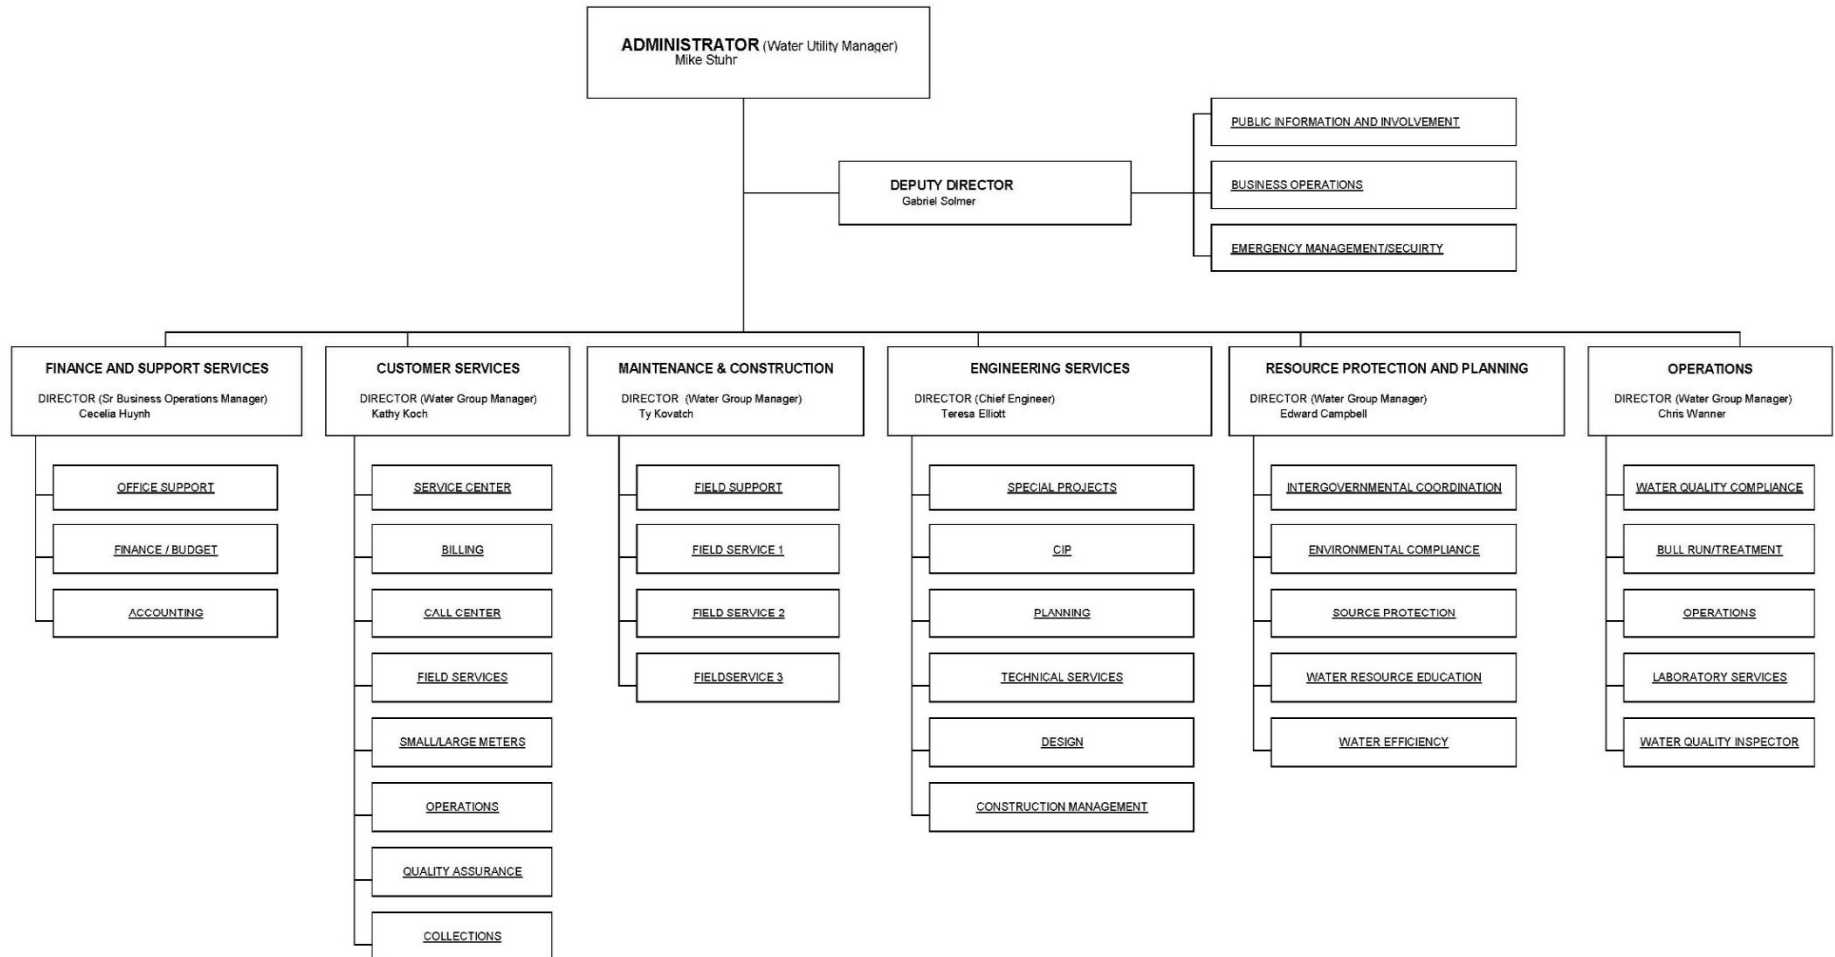 ADMINISTRATOR (Water Utility Manager)
Mike Stuhr
PUBLIC INFORMATION AND INVOLVEMENT
DEPUTY DIRECTOR
Gabriel Solmer
BUSINESS OPERATIONS
EMERGENCY MANAGEMENT/SECUIRTY
FINANCE AND SUPPORT SERVICES
DIRECTOR (Sr Business Operations Manager)
Cecelia Huynh
OFFICE SUPPORT
FINANCE / BUDGET
ACCOUNTING
CUSTOMER SERVICES
DIRECTOR (Water Group Manager)
Kathy Koch
SERVICE CENTER
BILLING
CALL CENTER
FIELD SERVICES
SMALL/LARGE METERS
OPERATIONS
QUALITY ASSURANCE
COLLECTIONS
MAINTENANCE & CONSTRUCTION
DIRECTOR (Water Group Manager)
Ty Kovatch
FIELD SUPPORT
FIELD SERVICE 1
FIELD SERVICE 2
FIELDSERVICE 3
ENGINEERING SERVICES
DIRECTOR (Chief Engineer)
Teresa Elliott
SPECIAL PROJECTS
CIP
PLANNING
TECHNICAL SERVICES
DESIGN
CONSTRUCTION MANAGEMENT
RESOURCE PROTECTION AND PLANNING
DIRECTOR (Water Group Manager)
Edward Campbell
INTERGOVERNMENTAL COORDINATION
ENVIRONMENTAL COMPLIANCE
SOURCE PROTECTION
WATER RESOURCE EDUCATION
WATER EFFICIENCY
OPERATIONS
DIRECTOR (Water Group Manager)
Chris Wanner
WATER QUALITY COMPLIANCE
BULL RUN/TREATMENT
OPERATIONS
LABORATORY SERVICES
WATER QUALITY INSPECTOR